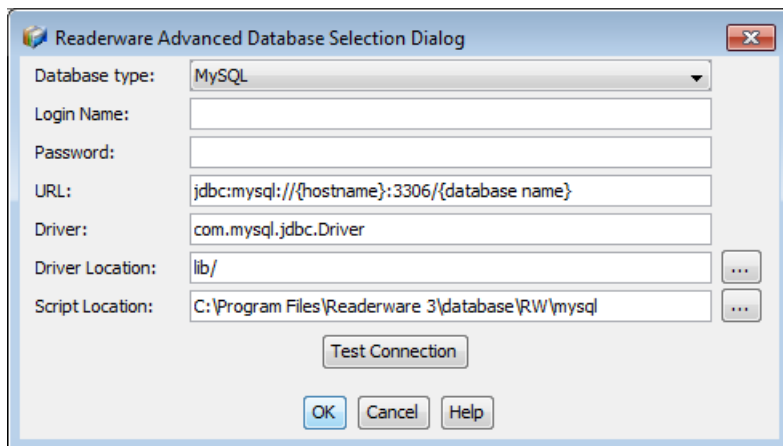 Readerware Advanced Database Selection Dialog
Database type: MySQL
Login Name:
Password:
URL: jdbc:mysql://{hostname}:3306/{database name}
Driver: com.mysql.jdbc.Driver
Driver Location: lib/ ...
Script Location: C:\Program Files\Readerware 3\database\RW\mysql ...
Test Connection
OK Cancel Help